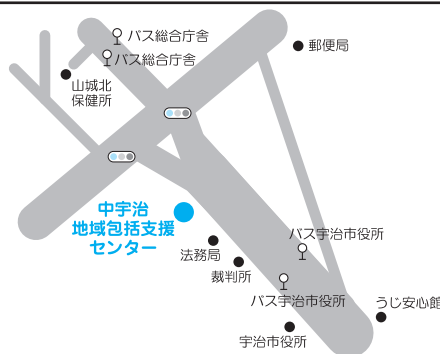 バス総合庁舎
バス総合庁舎
郵便局
山城北
保健所
中宇治
地域包括支援
センター
法務局
裁判所
バス宇治市役所
バス宇治市役所
うじ安心館
宇治市役所